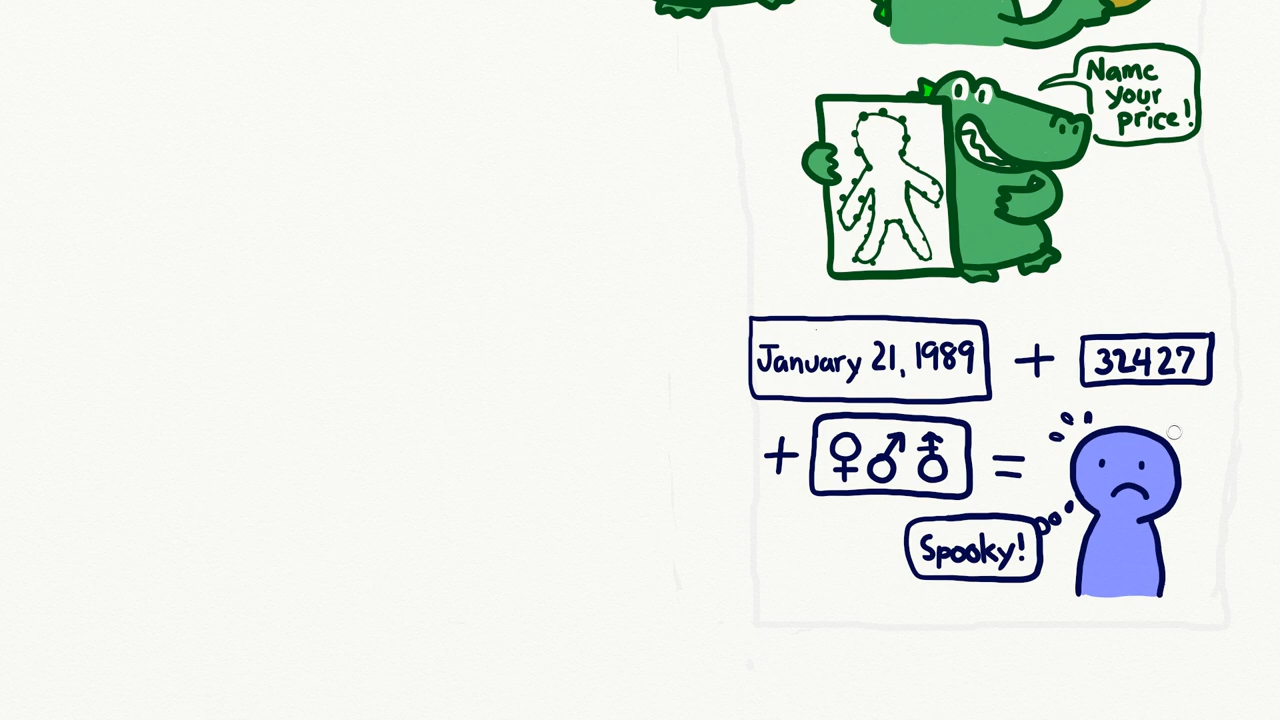 Name
your
price!
January 21, 1989 + 32427
+ ♀♂⚨ =
Spooky!